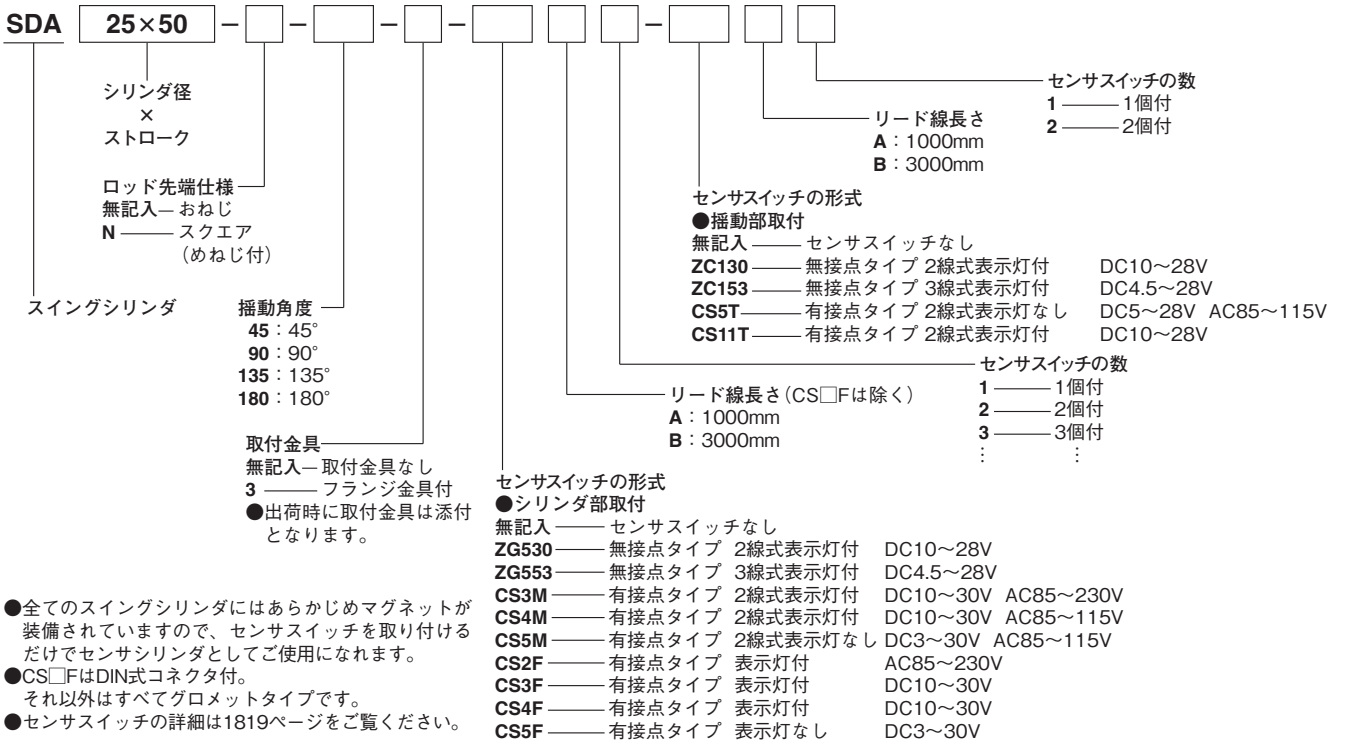 SDA 25×50 - □ - □ - □ - □ □ □ - □ □ □
シリンダ径
×
ストローク
ロッド先端仕様
無記入 おねじ
N スクエア
(めねじ付)
スイングシリンダ
揺動角度
45：45°
90：90°
135：135°
180：180°
取付金具
無記入 取付金具なし
3 フランジ金具付
●出荷時に取付金具は添付
となります。
センサスイッチの数
1 1個付
2 2個付
リード線長さ
A：1000mm
B：3000mm
センサスイッチの形式
●揺動部取付
無記入 センサスイッチなし
ZC130 無接点タイプ 2線式表示灯付 DC10～28V
ZC153 無接点タイプ 3線式表示灯付 DC4.5～28V
CS5T 有接点タイプ 2線式表示灯なし DC5～28V AC85～115V
CS11T 有接点タイプ 2線式表示灯付 DC10～28V
センサスイッチの数
1 1個付
2 2個付
3 3個付
⋮ ⋮
リード線長さ(CS□Fは除く)
A：1000mm
B：3000mm
センサスイッチの形式
●シリンダ部取付
無記入 センサスイッチなし
ZG530 無接点タイプ 2線式表示灯付 DC10～28V
ZG553 無接点タイプ 3線式表示灯付 DC4.5～28V
CS3M 有接点タイプ 2線式表示灯付 DC10～30V AC85～230V
CS4M 有接点タイプ 2線式表示灯付 DC10～30V AC85～115V
CS5M 有接点タイプ 2線式表示灯なし DC3～30V AC85～115V
CS2F 有接点タイプ 表示灯付 AC85～230V
CS3F 有接点タイプ 表示灯付 DC10～30V
CS4F 有接点タイプ 表示灯付 DC10～30V
CS5F 有接点タイプ 表示灯なし DC3～30V
●全てのスイングシリンダにはあらかじめマグネットが
装備されていますので、センサスイッチを取り付ける
だけでセンサシリンダとしてご使用になれます。
●CS□FはDIN式コネクタ付。
それ以外はすべてグロメットタイプです。
●センサスイッチの詳細は1819ページをご覧ください。